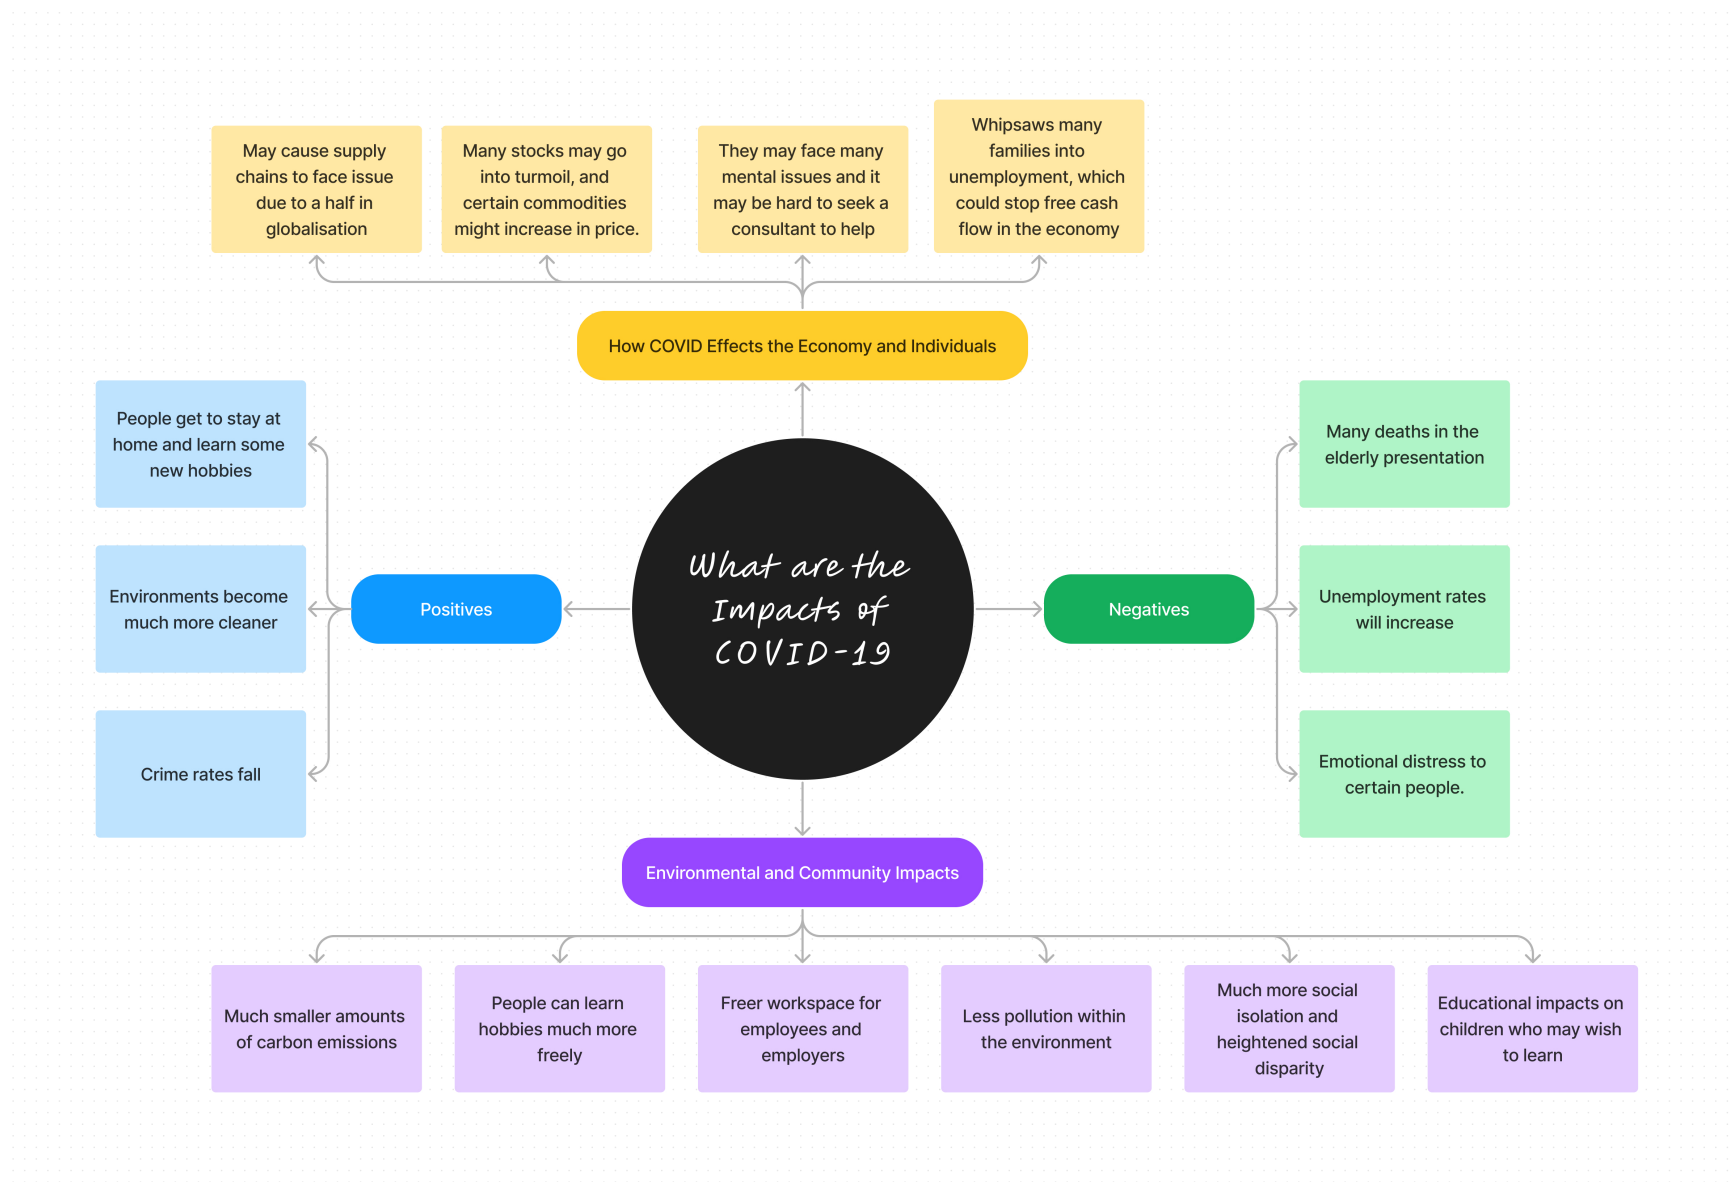 May cause supply
chains to face issue
due to a half in
globalisation
Many stocks may go
into turmoil, and
certain commodities
might increase in price.
They may face many
mental issues and it
may be hard to seek a
consultant to help
Whipsaws many
families into
unemployment, which
could stop free cash
flow in the economy
How COVID Effects the Economy and Individuals
People get to stay at
home and learn some
new hobbies
Environments become
much more cleaner
Crime rates fall
Positives
What are the
Impacts of
COVID-19
Negatives
Many deaths in the
elderly presentation
Unemployment rates
will increase
Emotional distress to
certain people.
Environmental and Community Impacts
Much smaller amounts
of carbon emissions
People can learn
hobbies much more
freely
Freer workspace for
employees and
employers
Less pollution within
the environment
Much more social
isolation and
heightened social
disparity
Educational impacts on
children who may wish
to learn